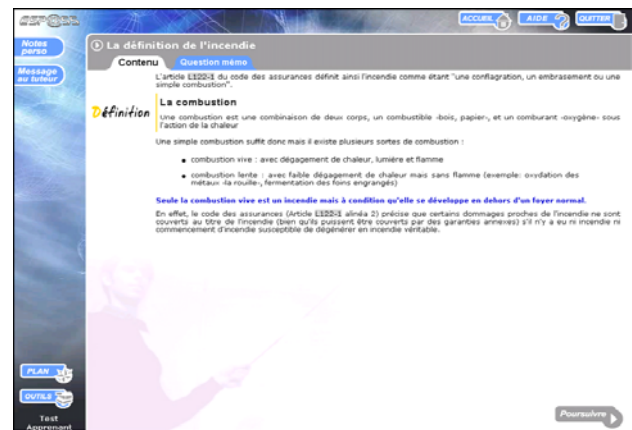 ESPOER
ACCUEIL
AIDE
QUITTER
Notes
perso
Message
au tuteur
La définition de l'incendie
Contenu
Question mémo
L'article L122-1 du code des assurances définit ainsi l'incendie comme étant "une conflagration, un embrasement ou une
simple combustion".
Définition
La combustion
Une combustion est une combinaison de deux corps, un combustible -bois, papier-, et un comburant -oxygène- sous
l'action de la chaleur
Une simple combustion suffit donc mais il existe plusieurs sortes de combustion :
• combustion vive : avec dégagement de chaleur, lumière et flamme
• combustion lente : avec faible dégagement de chaleur mais sans flamme (exemple: oxydation des
métaux -la rouille-, fermentation des foins engrangés)
Seule la combustion vive est un incendie mais à condition qu'elle se développe en dehors d'un foyer normal.
En effet, le code des assurances (Article L122-1 alinéa 2) précise que certains dommages proches de l'incendie ne sont
couverts au titre de l'incendie (bien qu'ils puissent être couverts par des garanties annexes) s'il n'y a eu ni incendie ni
commencement d'incendie susceptible de dégénérer en incendie véritable.
PLAN
OUTILS
Test
Apprenant
Poursuivre